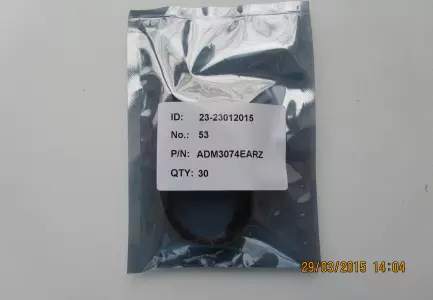 ID: 23-23012015
No.: 53
P/N: ADM3074EARZ
QTY: 30
29/03/2015 14:04